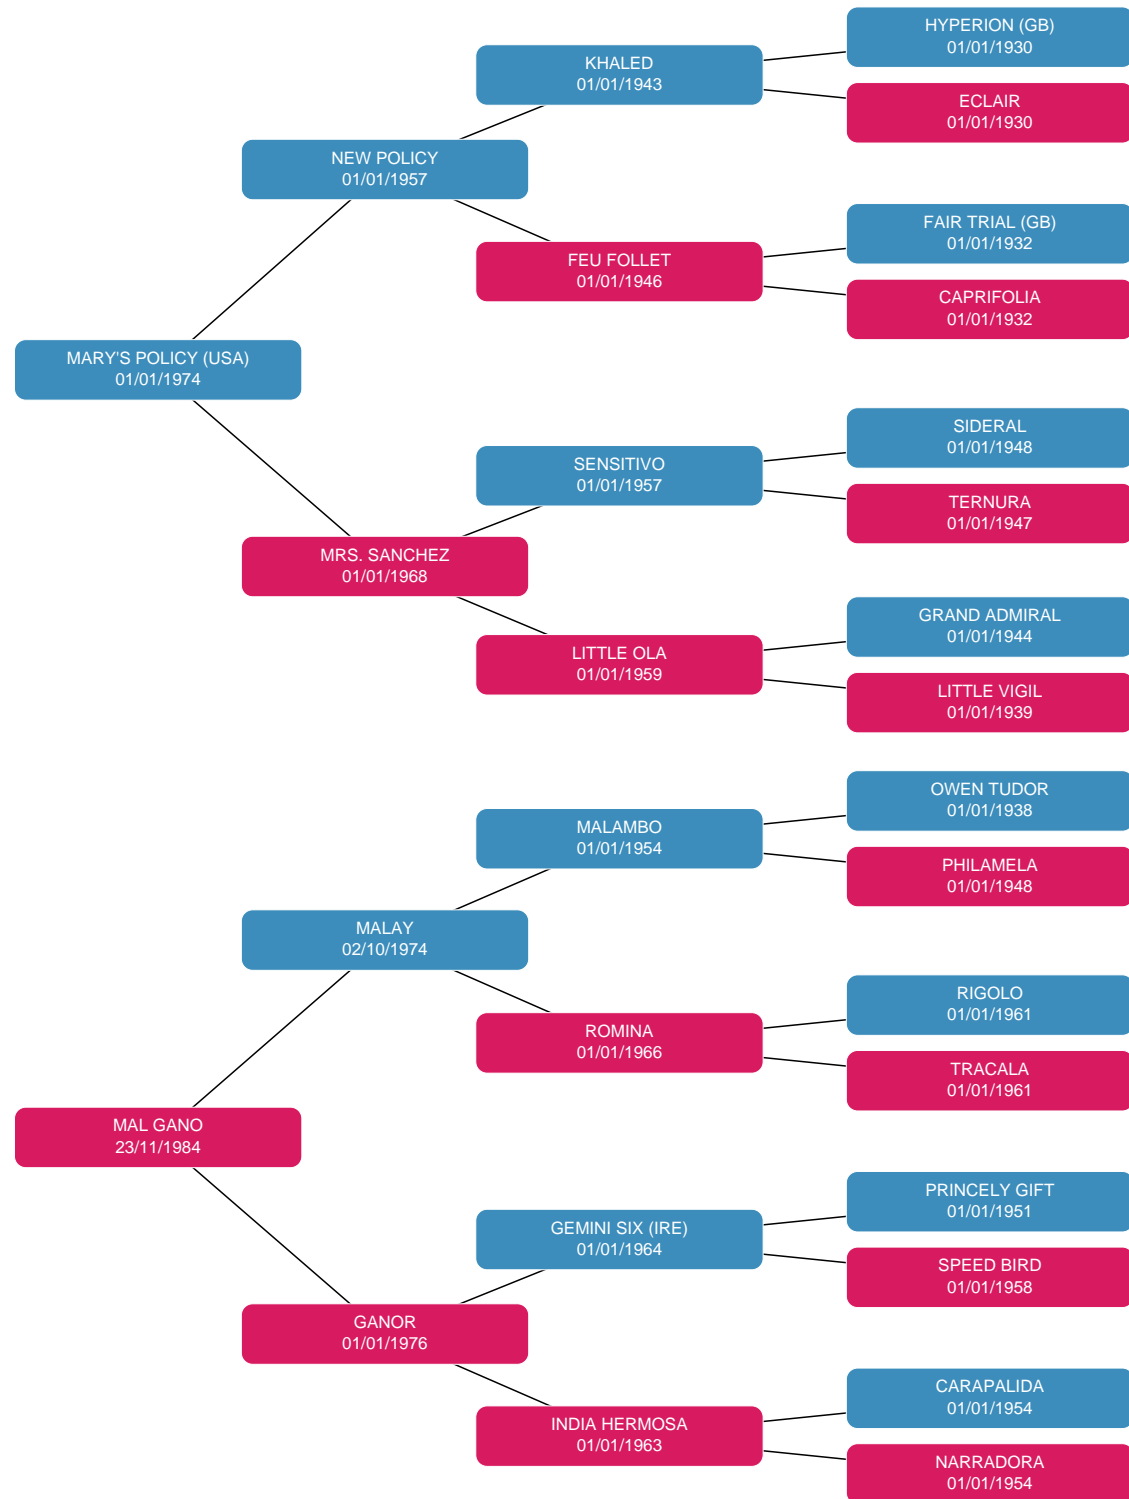 HYPERION (GB)
01/01/1930
KHALED
01/01/1943
ECLAIR
01/01/1930
NEW POLICY
01/01/1957
FAIR TRIAL (GB)
01/01/1932
FEU FOLLET
01/01/1946
CAPRIFOLIA
01/01/1932
MARY'S POLICY (USA)
01/01/1974
SIDERAL
01/01/1948
SENSITIVO
01/01/1957
TERNURA
01/01/1947
MRS. SANCHEZ
01/01/1968
GRAND ADMIRAL
01/01/1944
LITTLE OLA
01/01/1959
LITTLE VIGIL
01/01/1939
OWEN TUDOR
01/01/1938
MALAMBO
01/01/1954
PHILAMELA
01/01/1948
MALAY
02/10/1974
RIGOLO
01/01/1961
ROMINA
01/01/1966
TRACALA
01/01/1961
MAL GANO
23/11/1984
PRINCELY GIFT
01/01/1951
GEMINI SIX (IRE)
01/01/1964
SPEED BIRD
01/01/1958
GANOR
01/01/1976
CARAPALIDA
01/01/1954
INDIA HERMOSA
01/01/1963
NARRADORA
01/01/1954